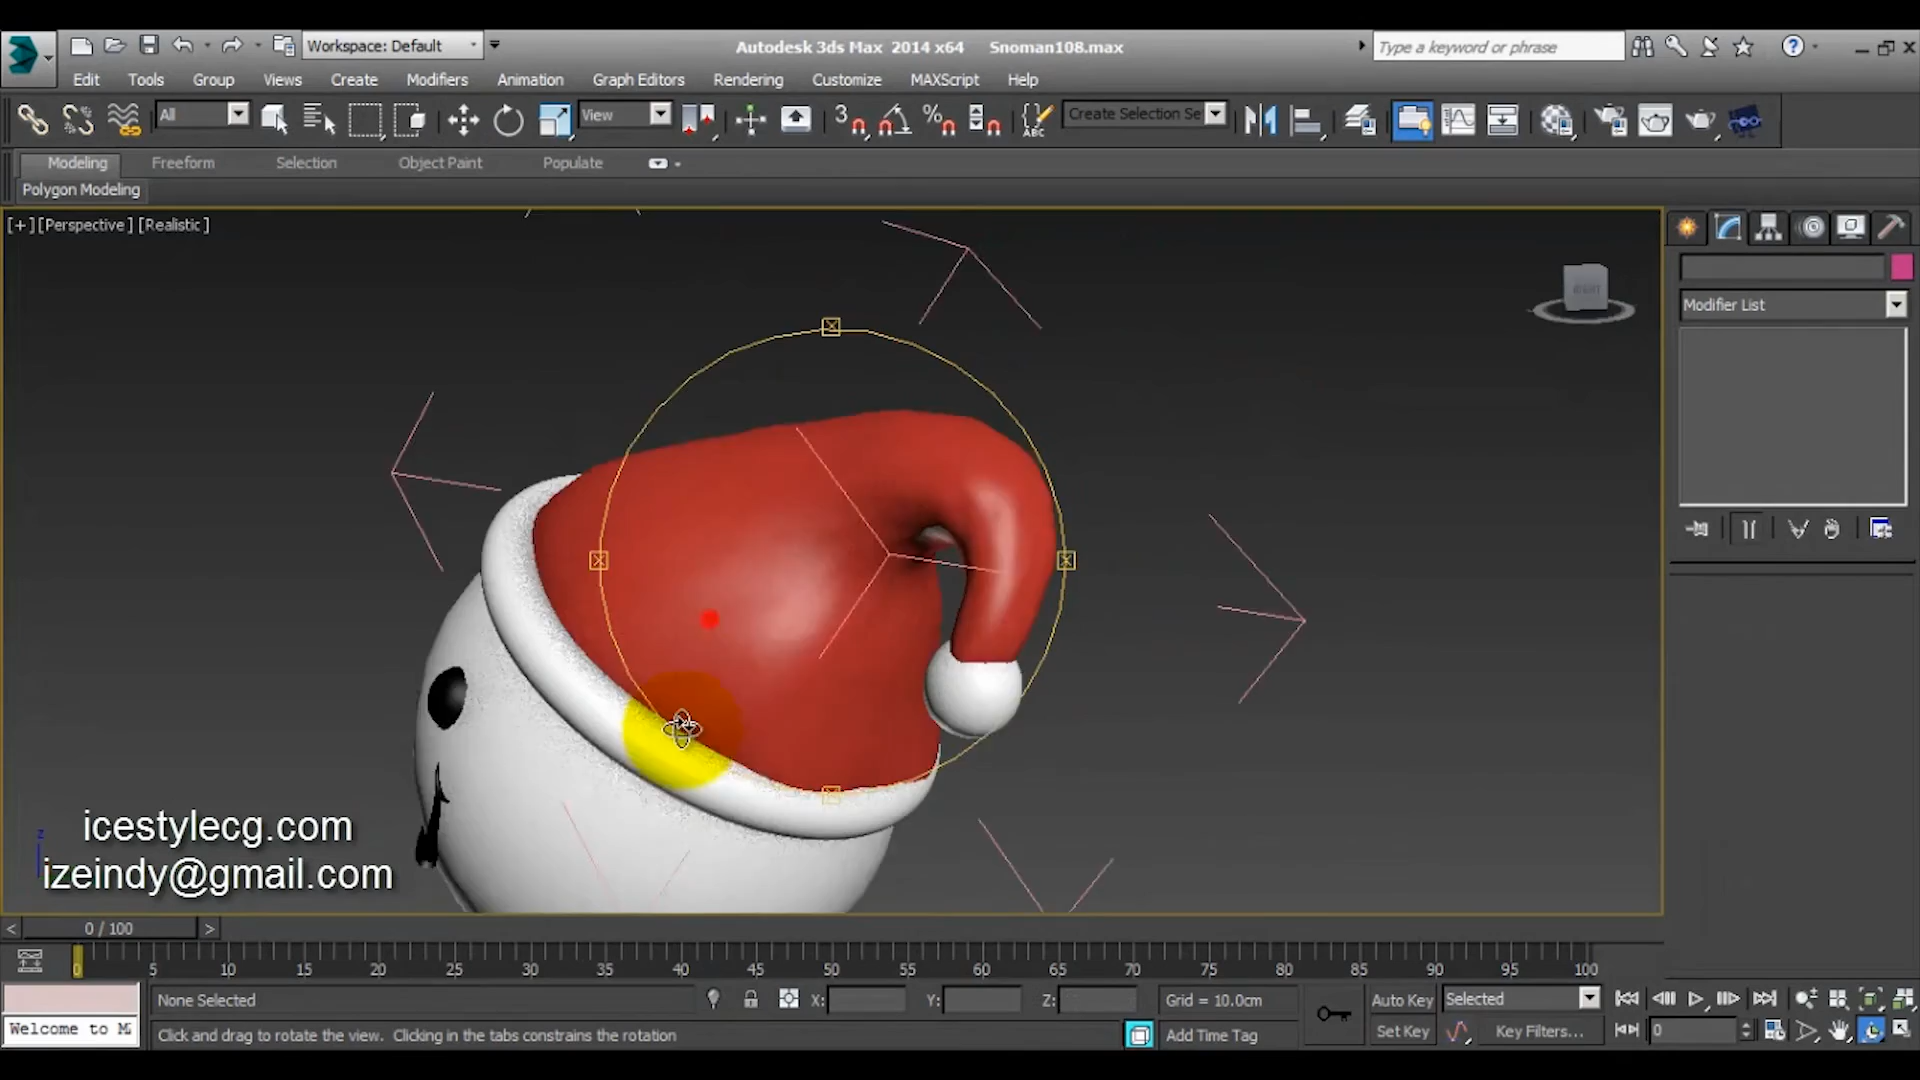 Workspace: Default
Autodesk 3ds Max 2014 x64 Snoman108.max
Type a keyword or phrase
Edit Tools Group Views Create Modifiers Animation Graph Editors Rendering Customize MAXScript Help
All
View
3
%
ABC
Create Selection Se
Modeling Freeform Selection Object Paint Populate
Polygon Modeling
[+] [Perspective] [Realistic]
Modifier List
icestylecg.com
izeindy@gmail.com
z
< 0 / 100 >
0 5 10 15 20 25 30 35 40 45 50 55 60 65 70 75 80 85 90 95 100
None Selected X: Y: Z: Grid = 10.0cm Auto Key Selected
Welcome to M
Click and drag to rotate the view. Clicking in the tabs constrains the rotation Add Time Tag Set Key Key Filters... 0